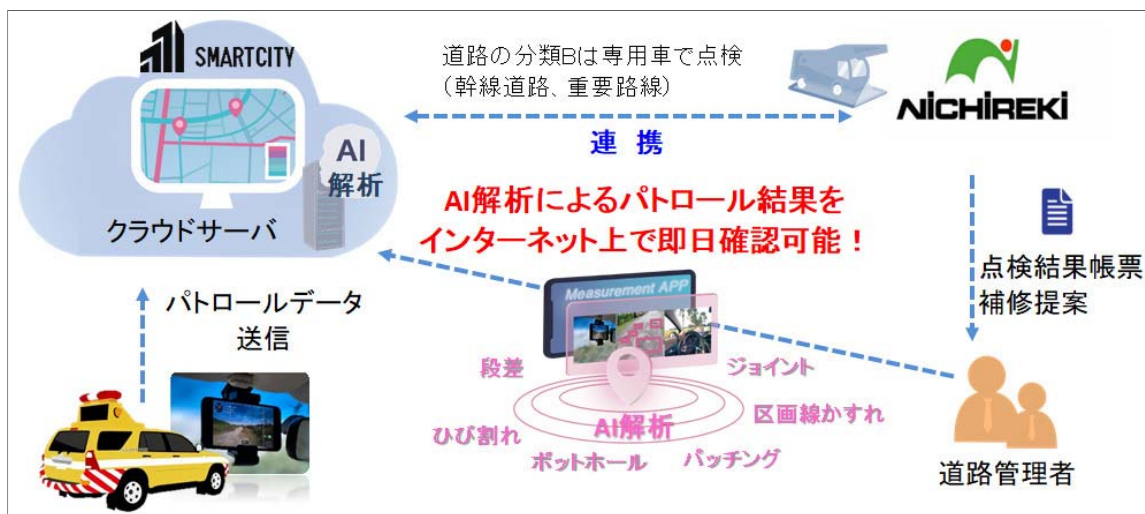 SMARTCITY
AI
解析
クラウドサーバ
道路の分類Bは専用車で点検
(幹線道路、重要路線)
連 携
NiCHIREKi
AI解析によるパトロール結果を
インターネット上で即日確認可能!
パトロールデータ
送信
Measurement APP
段差
ジョイント
ひび割れ
AI解析
区画線かすれ
ポットホール
パッチング
点検結果帳票
補修提案
道路管理者